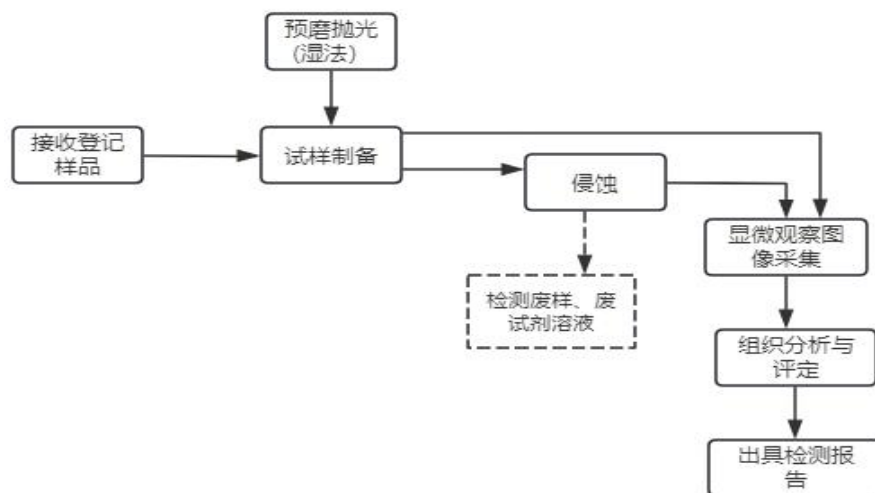 预磨抛光
(湿法)
接收登记
样品
试样制备
侵蚀
显微观察图
像采集
检测废样、废
试剂溶液
组织分析与
评定
出具检测报
告